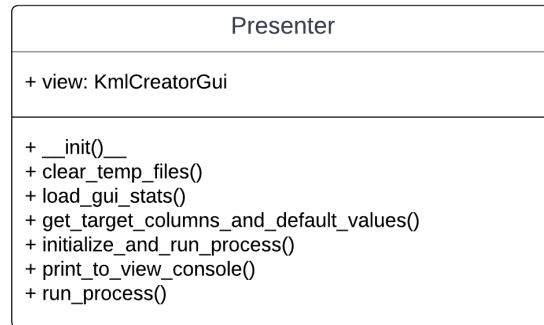 Presenter
+ view: KmlCreatorGui
+ __init()__
+ clear_temp_files()
+ load_gui_stats()
+ get_target_columns_and_default_values()
+ initialize_and_run_process()
+ print_to_view_console()
+ run_process()